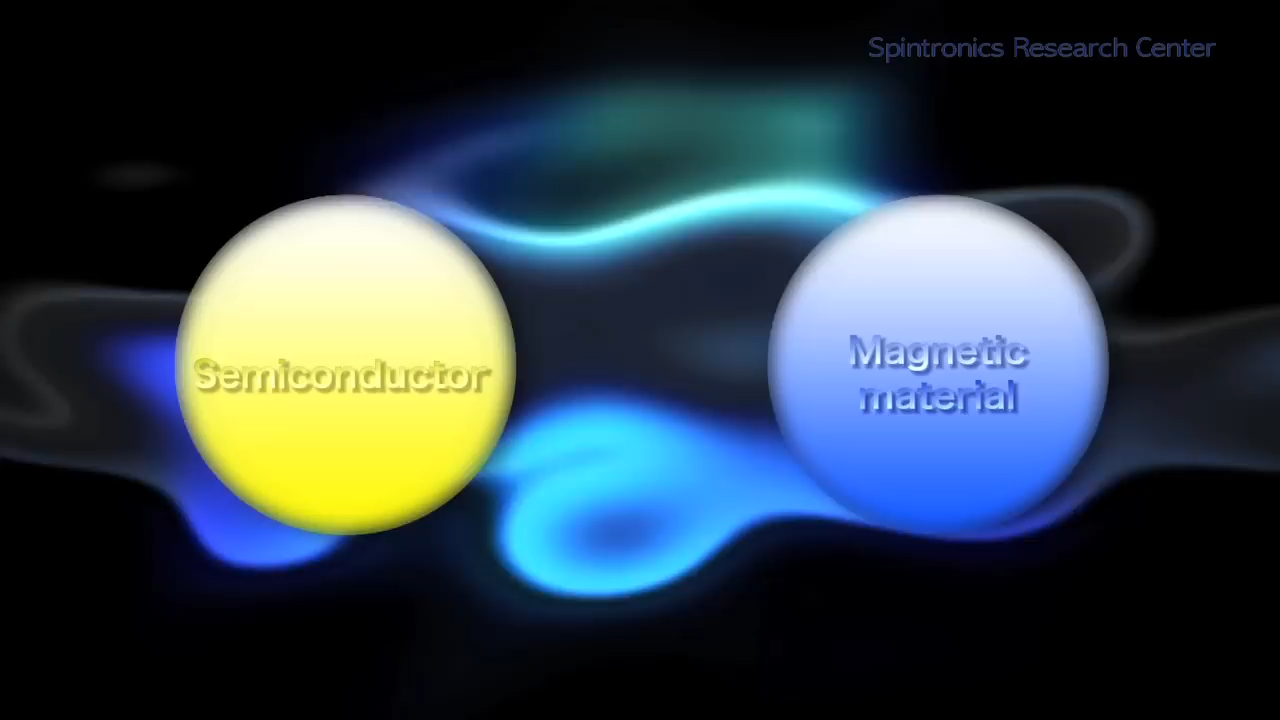 Spintronics Research Center
Semiconductor
Magnetic
material